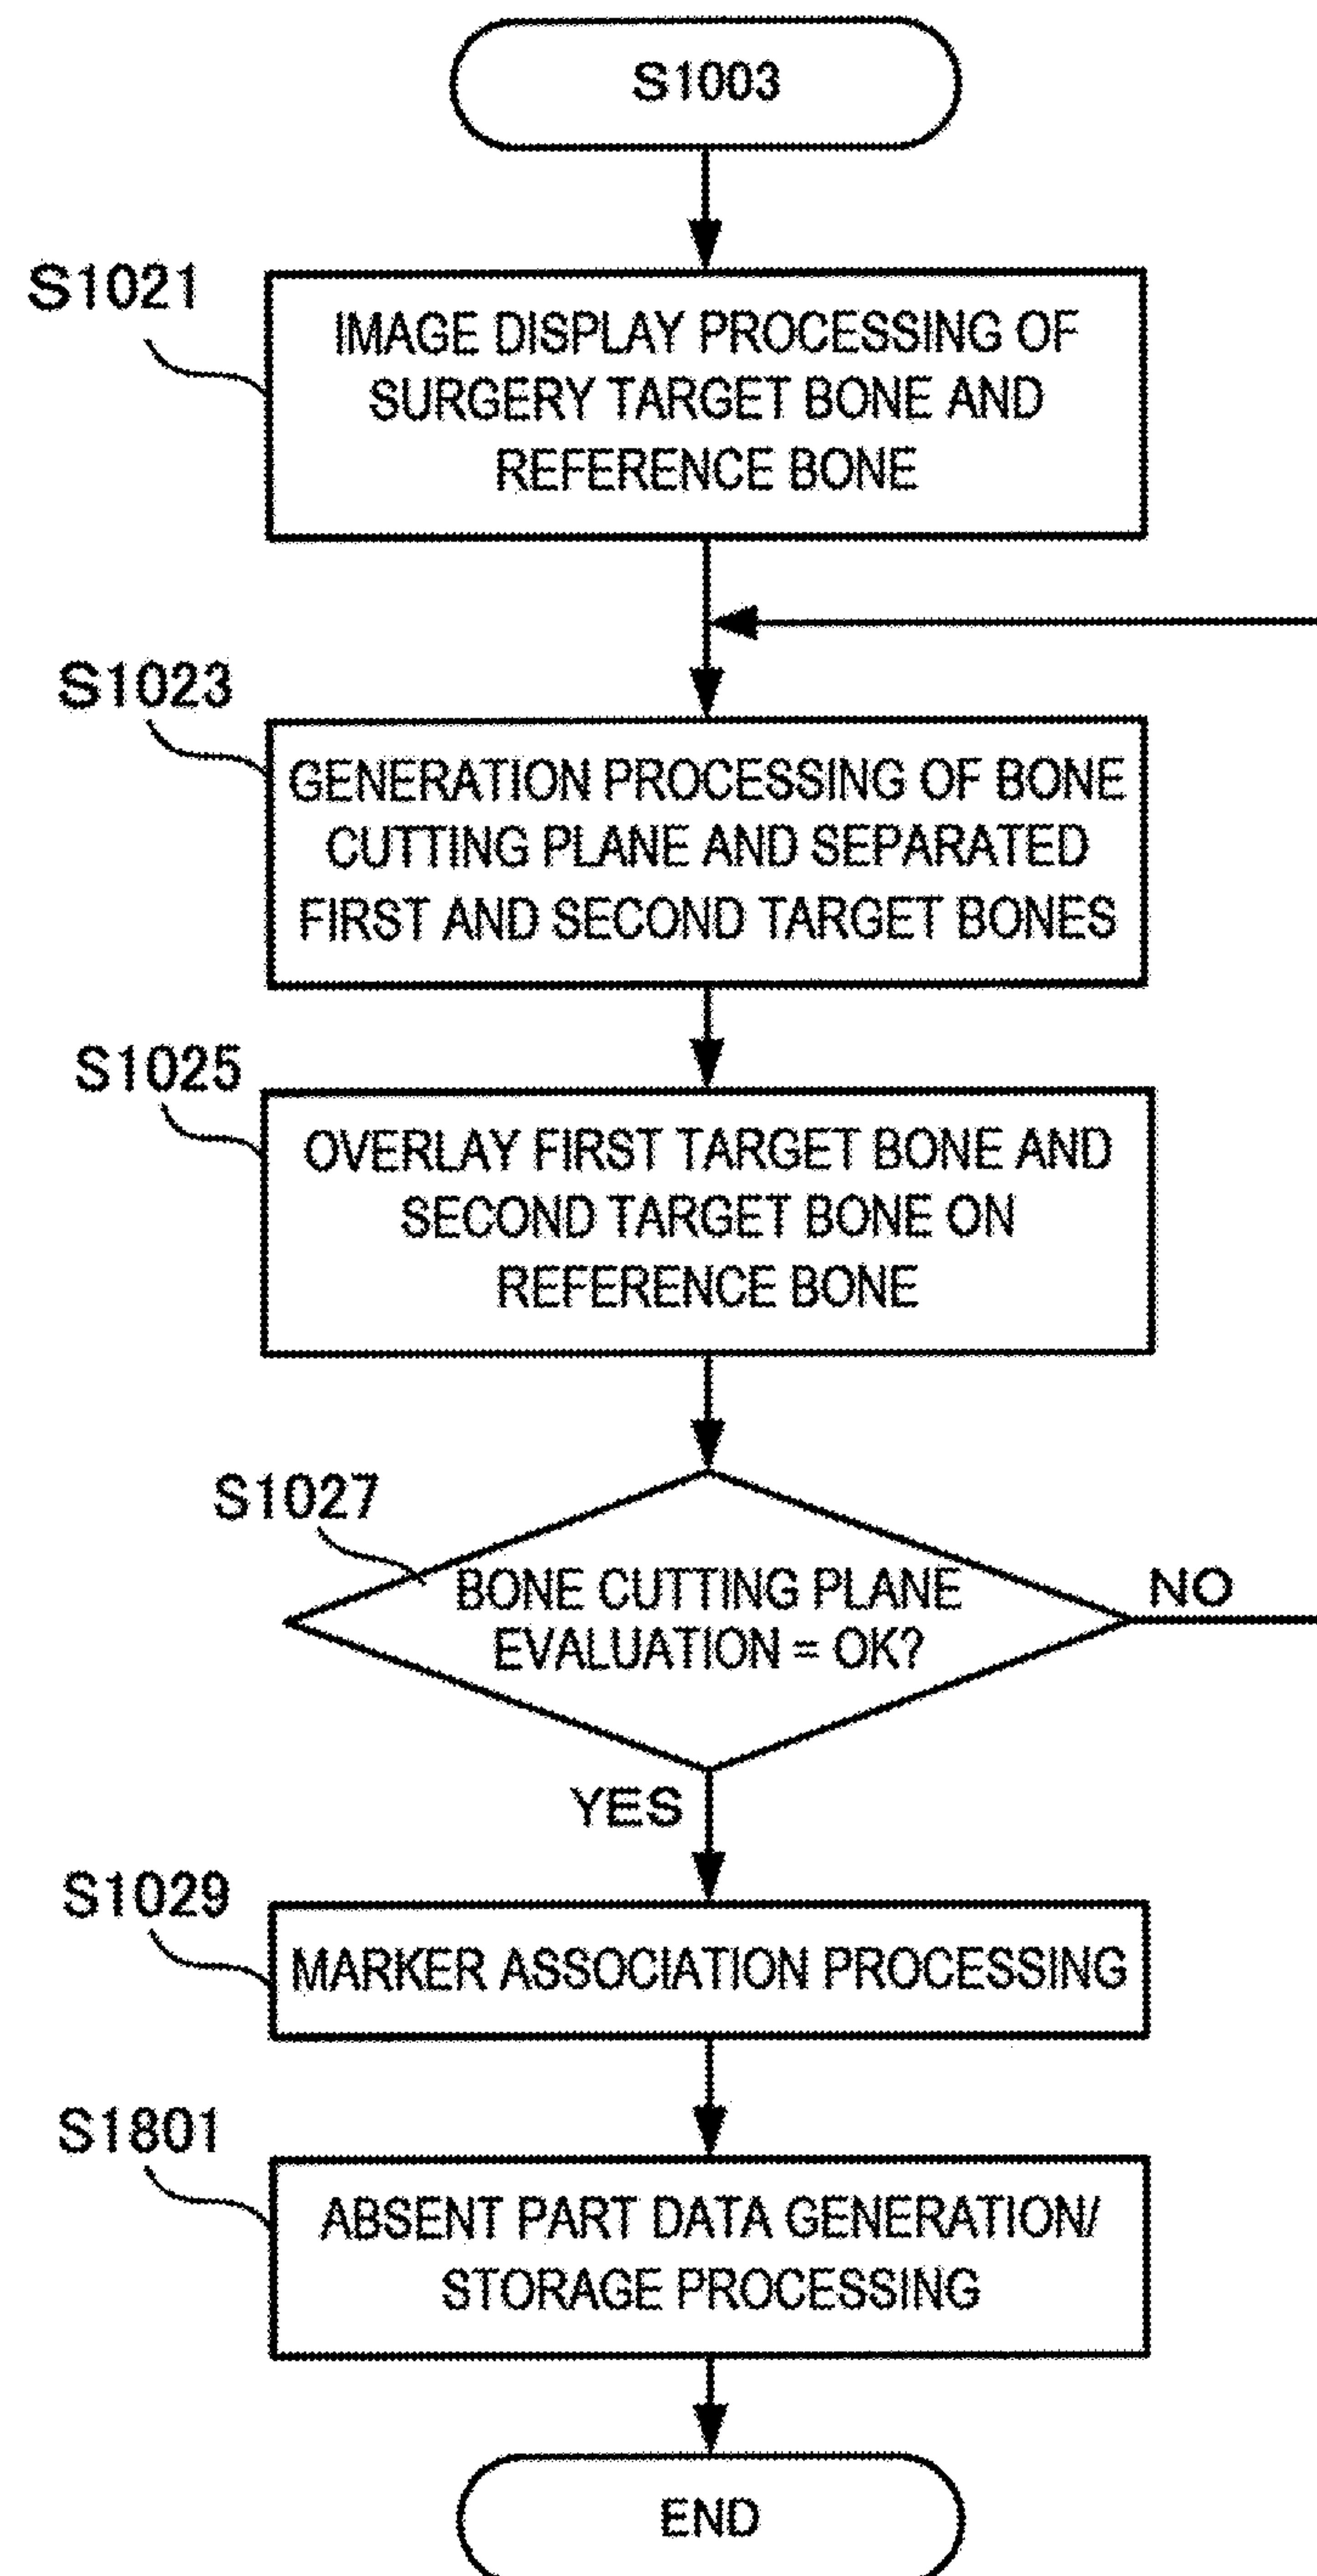 S1003
S1021
IMAGE DISPLAY PROCESSING OF
SURGERY TARGET BONE AND
REFERENCE BONE
S1023
GENERATION PROCESSING OF BONE
CUTTING PLANE AND SEPARATED
FIRST AND SECOND TARGET BONES
S1025
OVERLAY FIRST TARGET BONE AND
SECOND TARGET BONE ON
REFERENCE BONE
S1027
BONE CUTTING PLANE
EVALUATION = OK?
NO
YES
S1029
MARKER ASSOCIATION PROCESSING
S1801
ABSENT PART DATA GENERATION/
STORAGE PROCESSING
END